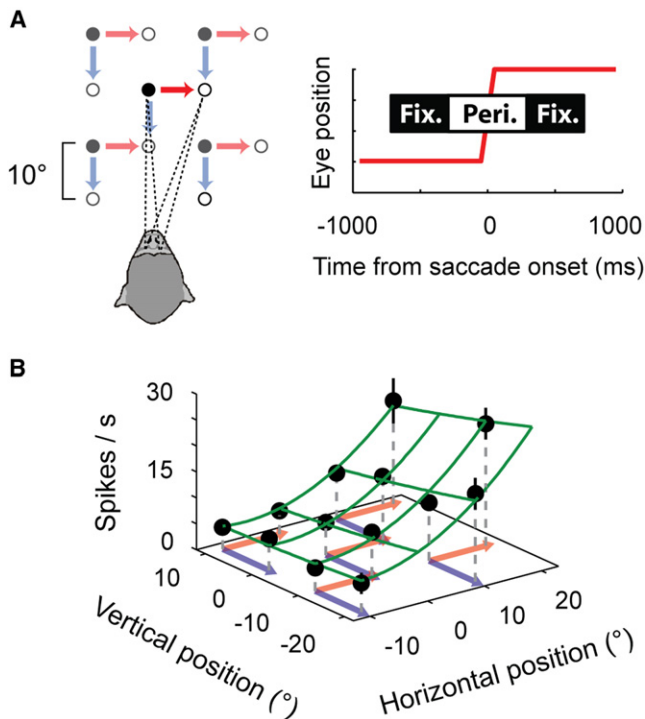 A
10°
Eye position
Fix. Peri. Fix.
-1000 0 1000
Time from saccade onset (ms)
B
Spikes / s
30
15
0
10
0
-10
-20
Vertical position (°)
-10
0
10
20
Horizontal position (°)